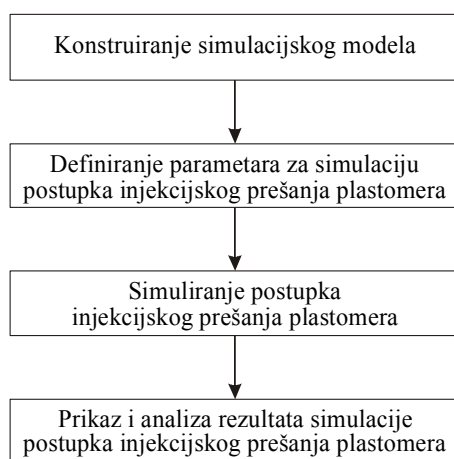 Konstruiranje simulacijskog modela
Definiranje parametara za simulaciju
postupka injekcijskog prešanja plastomera
Simuliranje postupka
injekcijskog prešanja plastomera
Prikaz i analiza rezultata simulacije
postupka injekcijskog prešanja plastomera